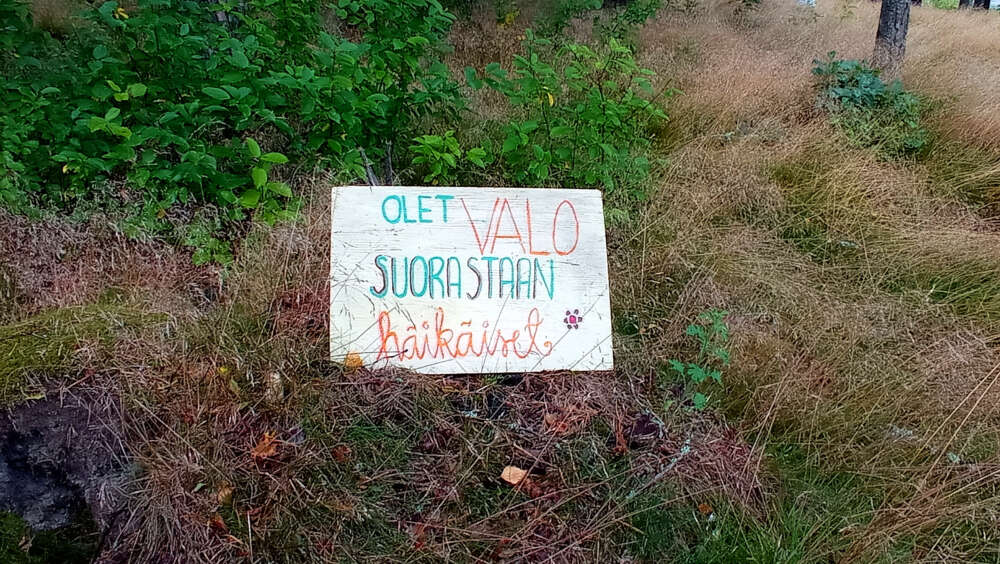 OLET VALO
SUORASTAAN
häikäiset